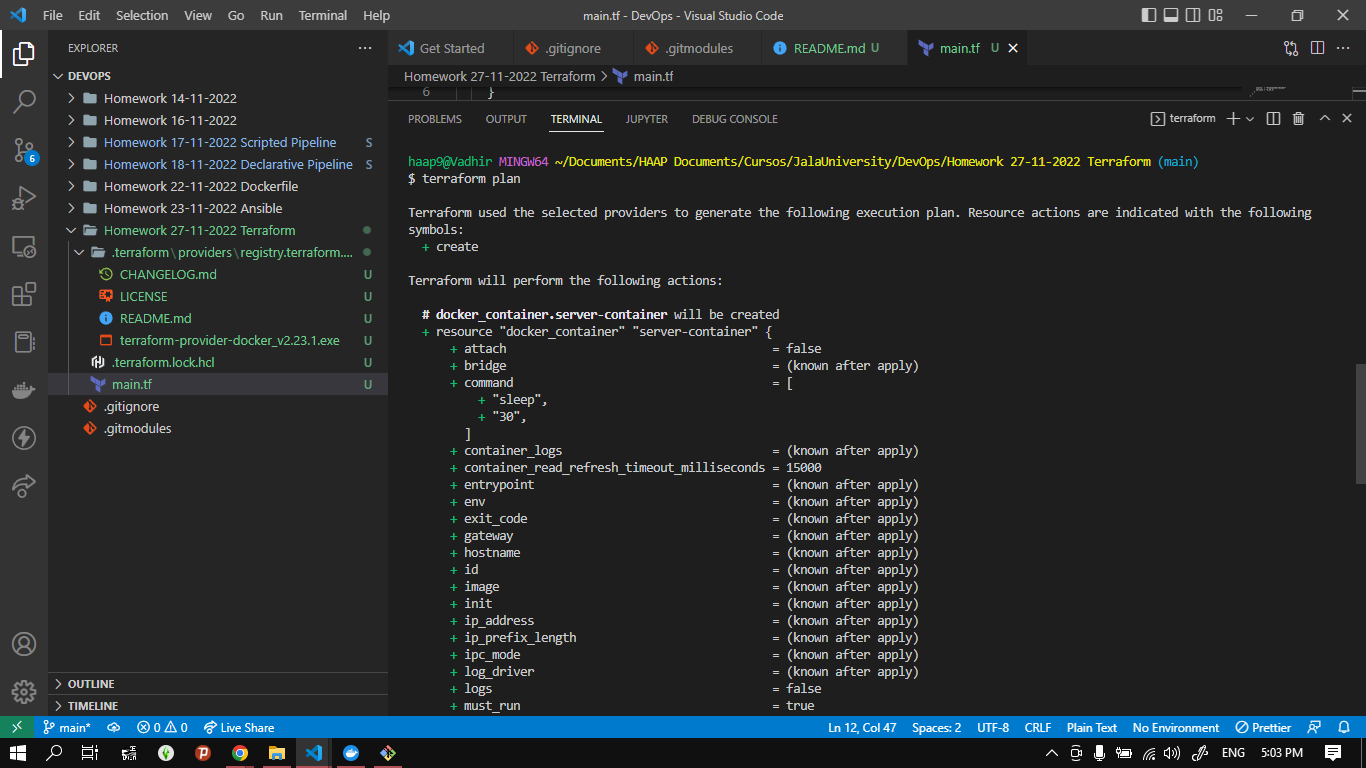 File Edit Selection View Go Run Terminal Help
main.tf - DevOps - Visual Studio Code
EXPLORER
Get Started
.gitignore
.gitmodules
README.md U
main.tf U
DEVOPS
Homework 14-11-2022
Homework 16-11-2022
Homework 17-11-2022 Scripted Pipeline S
Homework 18-11-2022 Declarative Pipeline S
Homework 22-11-2022 Dockerfile
Homework 23-11-2022 Ansible
Homework 27-11-2022 Terraform
.terraform\providers\registry.terraform....
CHANGELOG.md U
LICENSE U
README.md U
terraform-provider-docker_v2.23.1.exe U
.terraform.lock.hcl U
main.tf U
.gitignore
.gitmodules
6
OUTLINE
TIMELINE
Homework 27-11-2022 Terraform > main.tf
6 }
PROBLEMS OUTPUT TERMINAL JUPYTER DEBUG CONSOLE
terraform
haap9@Vadhir MINGW64 ~/Documents/HAAP Documents/Cursos/JalaUniversity/DevOps/Homework 27-11-2022 Terraform (main)
$ terraform plan
Terraform used the selected providers to generate the following execution plan. Resource actions are indicated with the following
symbols:
+ create
Terraform will perform the following actions:
# docker_container.server-container will be created
+ resource "docker_container" "server-container" {
+ attach = false
+ bridge = (known after apply)
+ command = [
+ "sleep",
+ "30",
]
+ container_logs = (known after apply)
+ container_read_refresh_timeout_milliseconds = 15000
+ entrypoint = (known after apply)
+ env = (known after apply)
+ exit_code = (known after apply)
+ gateway = (known after apply)
+ hostname = (known after apply)
+ id = (known after apply)
+ image = (known after apply)
+ init = (known after apply)
+ ip_address = (known after apply)
+ ip_prefix_length = (known after apply)
+ ipc_mode = (known after apply)
+ log_driver = (known after apply)
+ logs = false
+ must_run = true
main* 0 0 Live Share
Ln 12, Col 47 Spaces: 2 UTF-8 CRLF Plain Text No Environment Prettier
ENG 5:03 PM